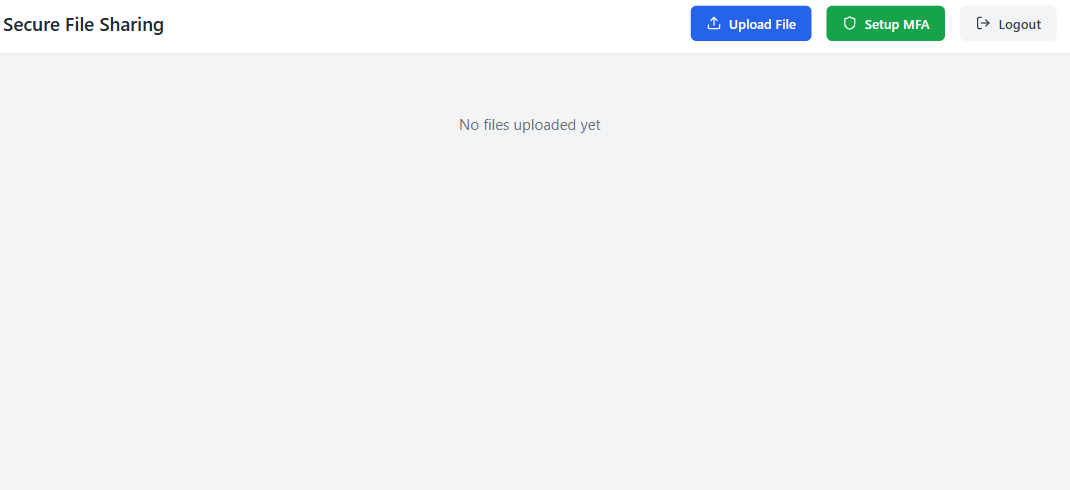 Secure File Sharing
Upload File
Setup MFA
Logout
No files uploaded yet